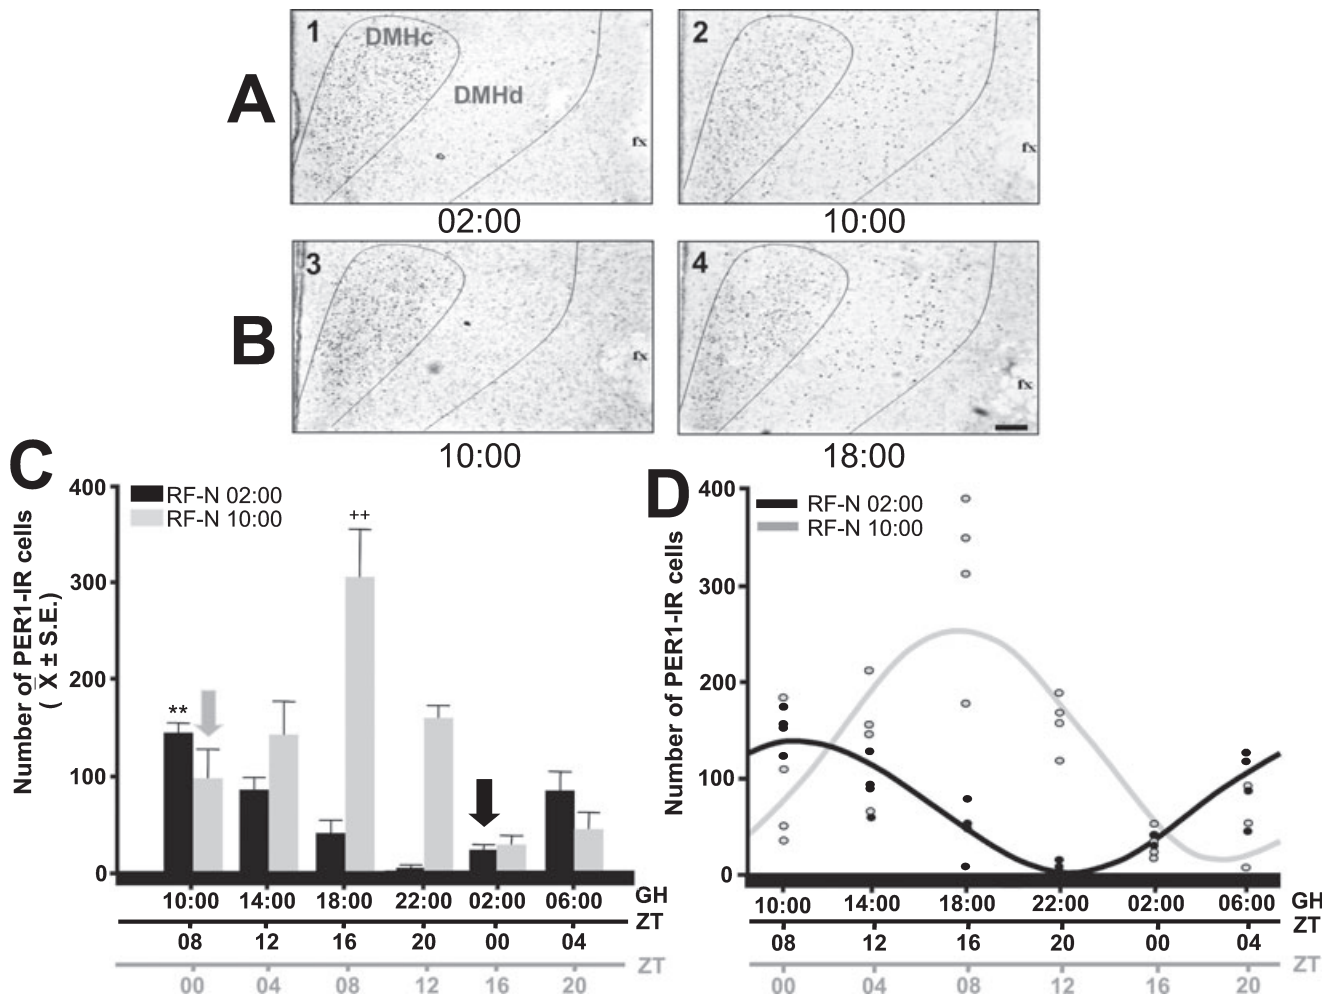 1
DMHc
DMHd
A
fx
02:00
2
fx
10:00
3
B
fx
10:00
4
fx
18:00
C
Number of PER1-IR cells
( X̄ ± S.E.)
400
300
200
100
0
RF-N 02:00
RF-N 10:00
**
++
10:00 14:00 18:00 22:00 02:00 06:00 GH
ZT
08 12 16 20 00 04
ZT
00 04 08 12 16 20
D
Number of PER1-IR cells
400
300
200
100
0
RF-N 02:00
RF-N 10:00
10:00 14:00 18:00 22:00 02:00 06:00 GH
ZT
08 12 16 20 00 04
ZT
00 04 08 12 16 20